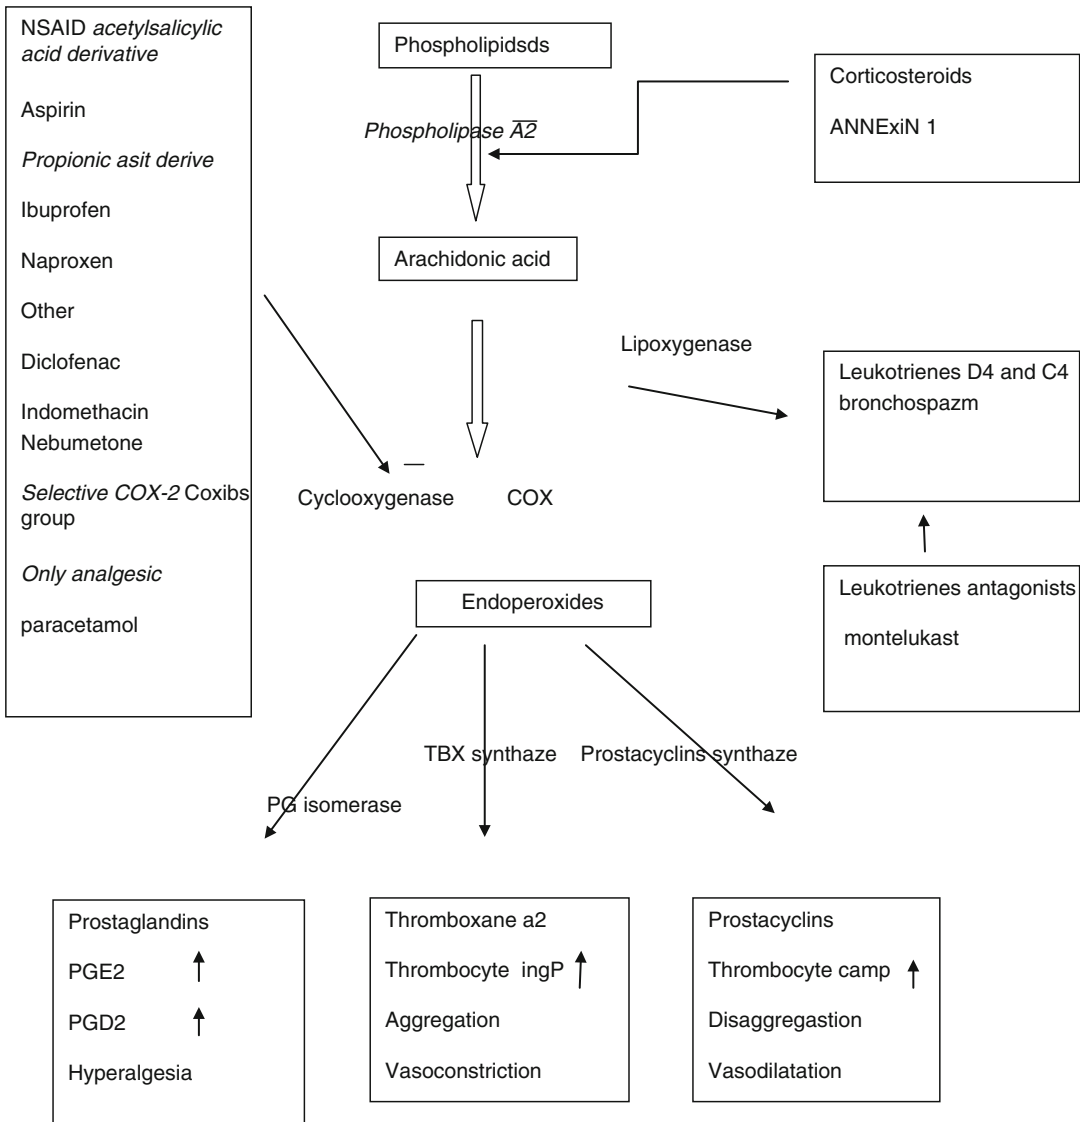 NSAID acetylsalicylic
acid derivative
Aspirin
Propionic asit derive
Ibuprofen
Naproxen
Other
Diclofenac
Indomethacin
Nebumetone
Selective COX-2 Coxibs
group
Only analgesic
paracetamol
Phospholipidsds
Phospholipase A2
Corticosteroids
ANNExiN 1
Arachidonic acid
Lipoxygenase
Leukotrienes D4 and C4
bronchospazm
Cyclooxygenase COX
Leukotrienes antagonists
montelukast
Endoperoxides
TBX synthaze
Prostacyclins synthaze
PG isomerase
Prostaglandins
PGE2
PGD2
Hyperalgesia
Thromboxane a2
Thrombocyte ingP
Aggregation
Vasoconstriction
Prostacyclins
Thrombocyte camp
Disaggregastion
Vasodilatation